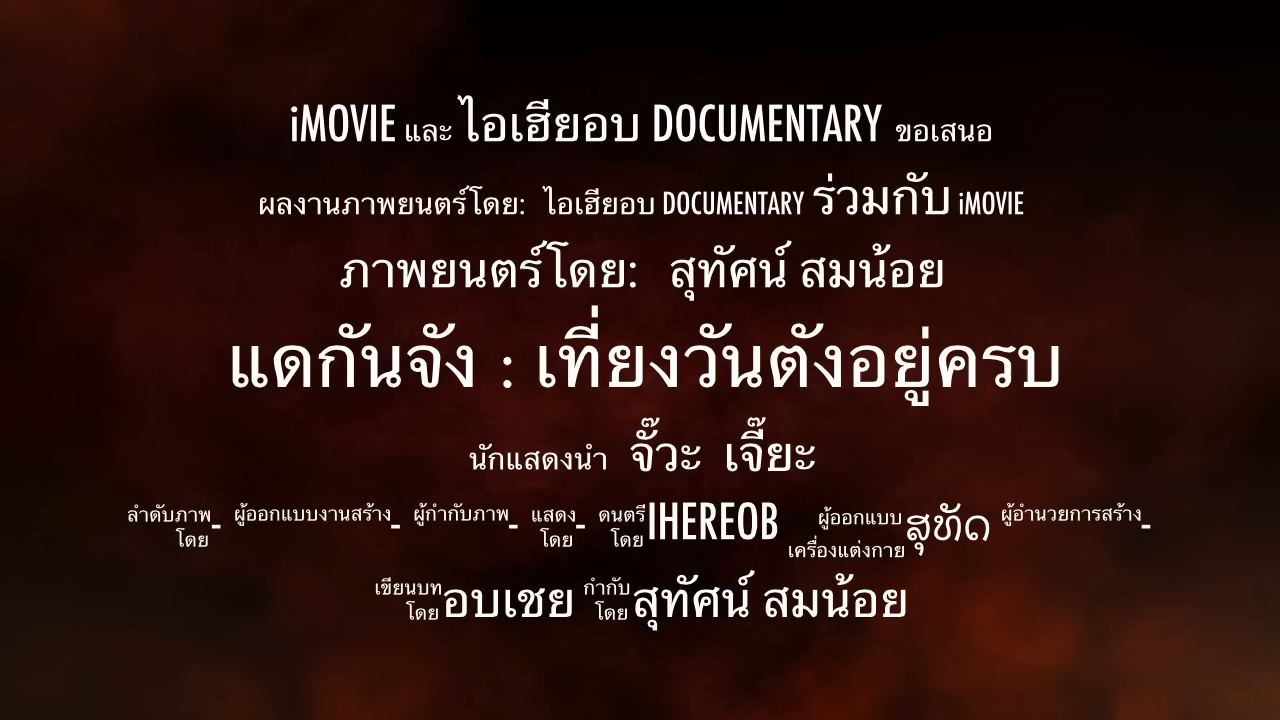 iMOVIE และ ไอเฮียอบ DOCUMENTARY ขอเสนอ
ผลงานภาพยนตร์โดย: ไอเฮียอบ DOCUMENTARY ร่วมกับ iMOVIE
ภาพยนตร์โดย: สุทัศน์ สมน้อย
แดกันจัง : เที่ยงวันตังอยู่ครบ
นักแสดงนำ จั๊วะ เจี๊ยะ
ลำดับภาพโดย- ผู้ออกแบบงานสร้าง- ผู้กำกับภาพ- แสดงโดย- ดนตรีโดย IHEREOB ผู้ออกแบบเครื่องแต่งกาย สุทัด ผู้อำนวยการสร้าง-
เขียนบทโดย อบเชย กำกับโดย สุทัศน์ สมน้อย